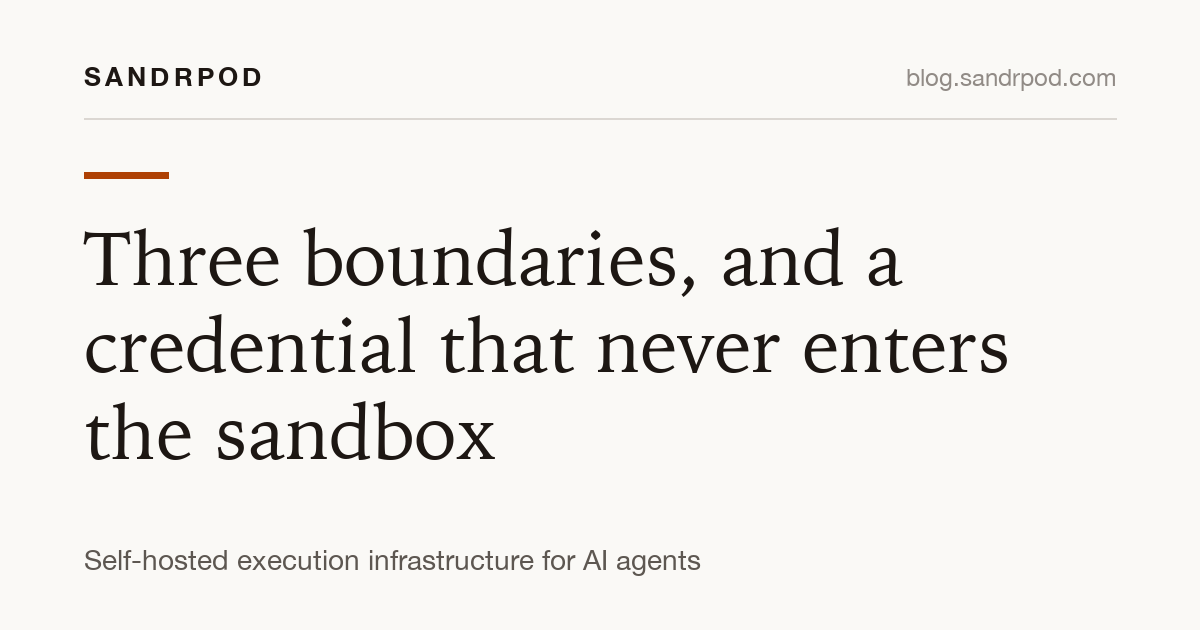 SANDRPOD
blog.sandrpod.com
Three boundaries, and a
credential that never enters
the sandbox
Self-hosted execution infrastructure for AI agents